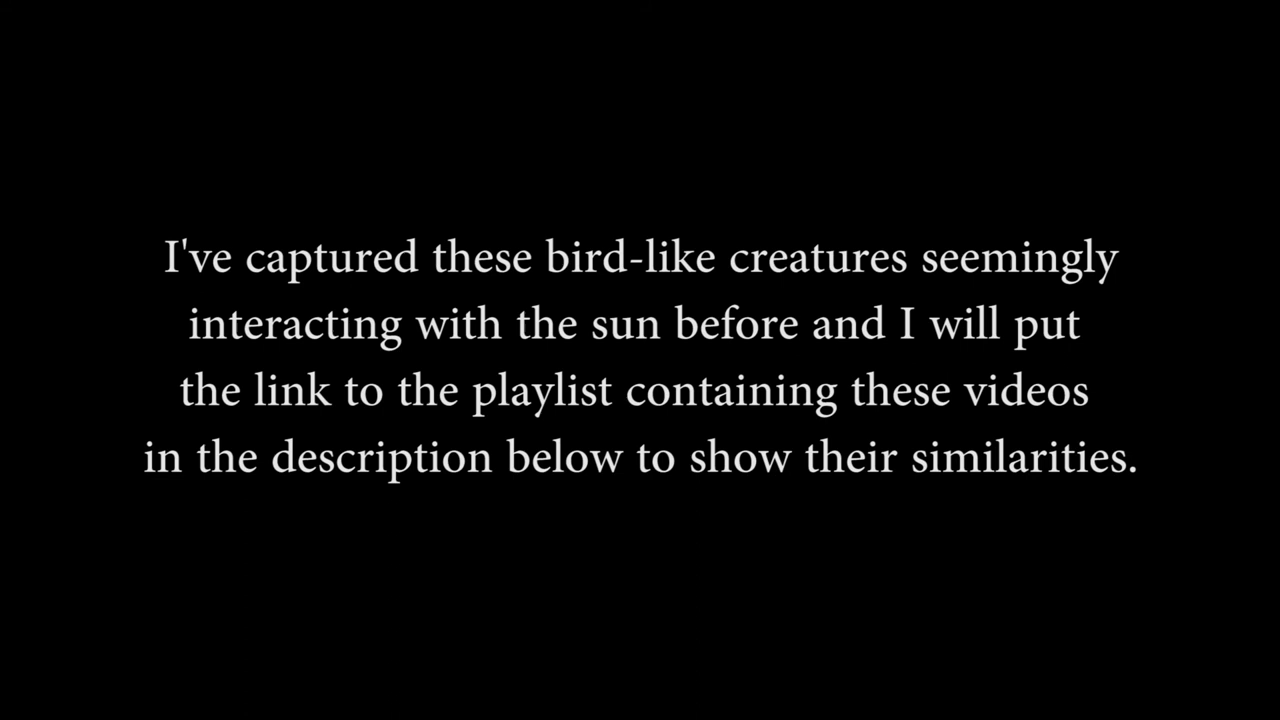 I've captured these bird-like creatures seemingly
interacting with the sun before and I will put
the link to the playlist containing these videos
in the description below to show their similarities.